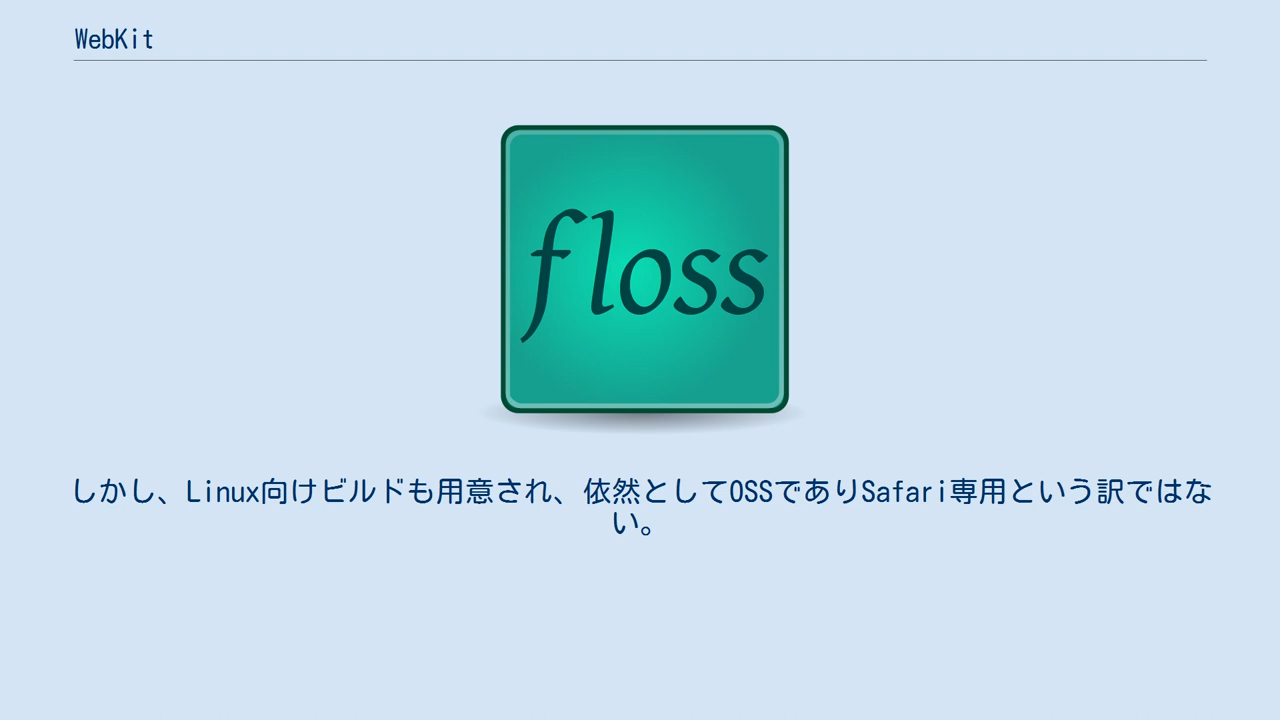 WebKit
floss
しかし、Linux向けビルドも用意され、依然としてOSSでありSafari専用という訳ではな
い。